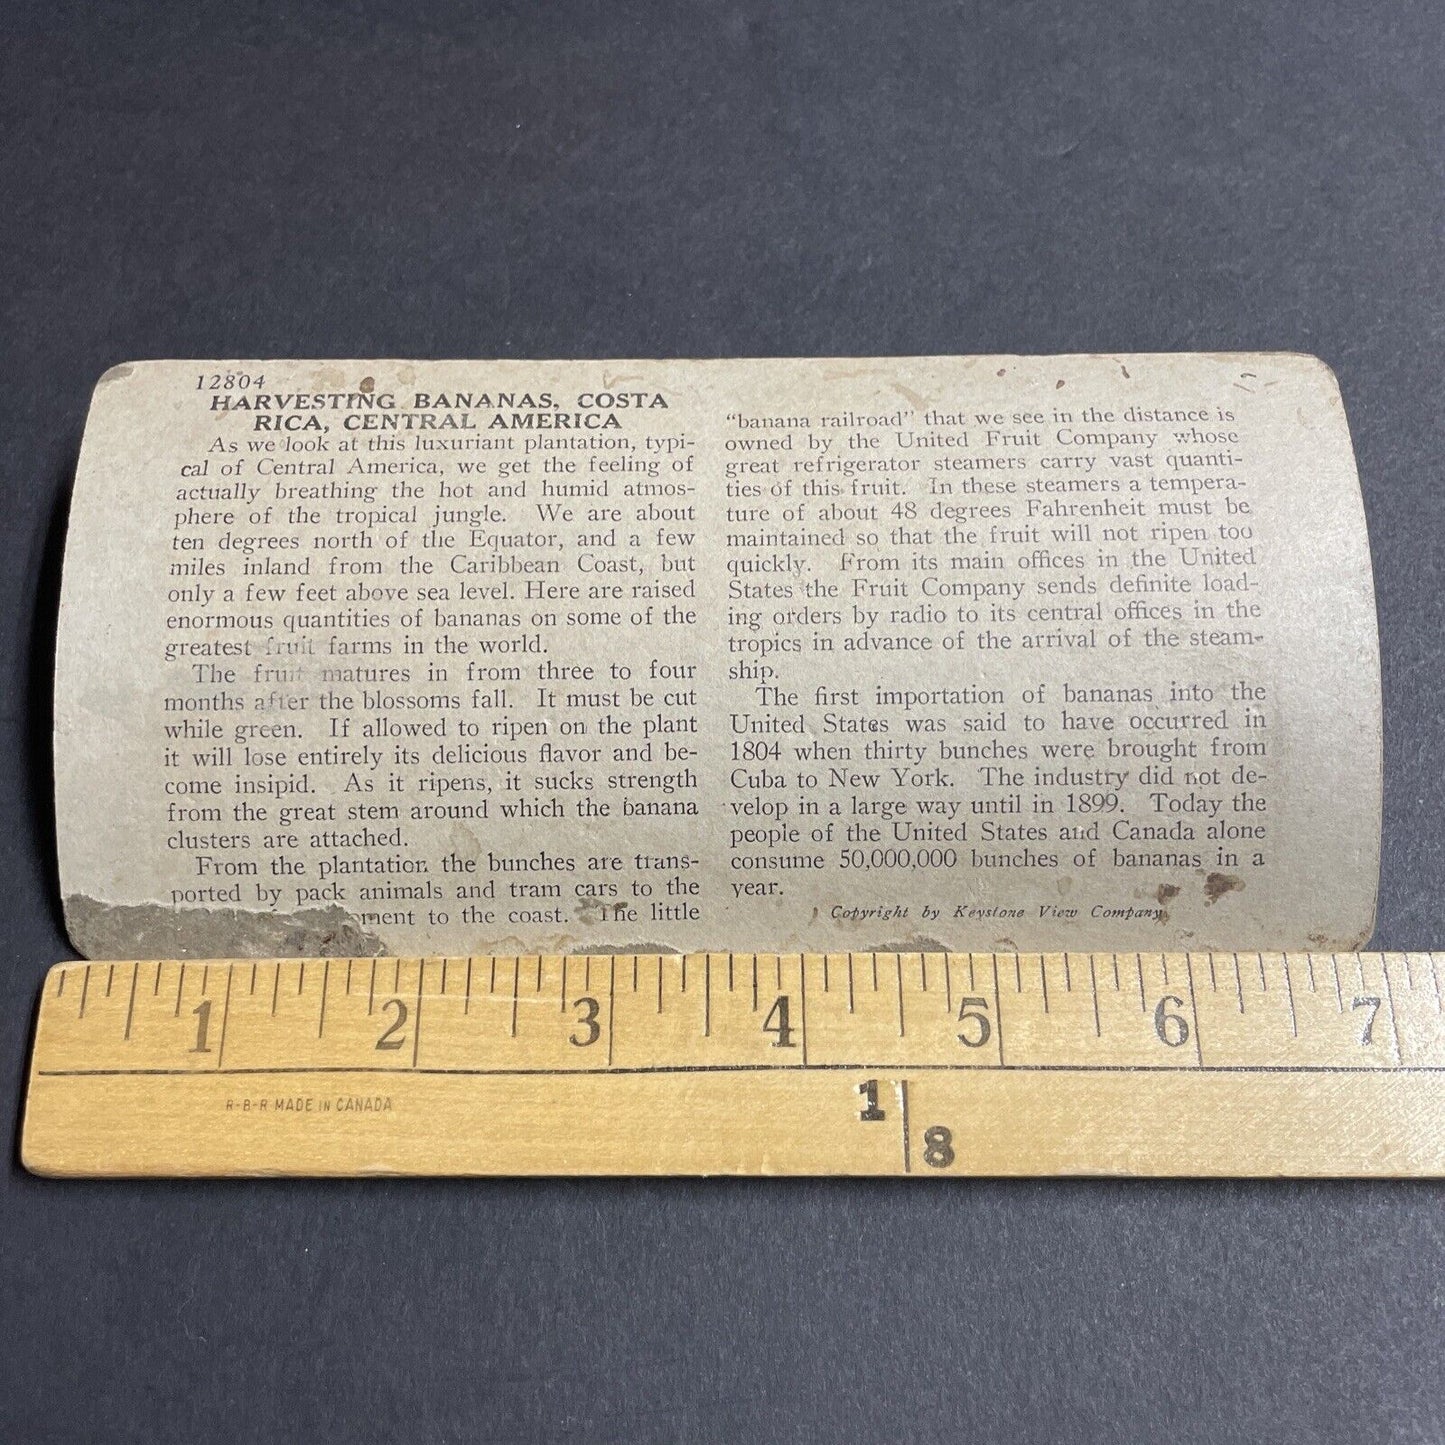 12804
HARVESTING BANANAS, COSTA
RICA, CENTRAL AMERICA
As we look at this luxuriant plantation, typi-
cal of Central America, we get the feeling of
actually breathing the hot and humid atmos-
phere of the tropical jungle. We are about
ten degrees north of the Equator, and a few
miles inland from the Caribbean Coast, but
only a few feet above sea level. Here are raised
enormous quantities of bananas on some of the
greatest fruit farms in the world.
The fruit matures in from three to four
months after the blossoms fall. It must be cut
while green. If allowed to ripen on the plant
it will lose entirely its delicious flavor and be-
come insipid. As it ripens, it sucks strength
from the great stem around which the banana
clusters are attached.
From the plantation the bunches are trans-
ported by pack animals and tram cars to the
ment to the coast. The little
"banana railroad" that we see in the distance is
owned by the United Fruit Company whose
great refrigerator steamers carry vast quanti-
ties of this fruit. In these steamers a tempera-
ture of about 48 degrees Fahrenheit must be
maintained so that the fruit will not ripen too
quickly. From its main offices in the United
States the Fruit Company sends definite load-
ing orders by radio to its central offices in the
tropics in advance of the arrival of the steam-
ship.
The first importation of bananas into the
United States was said to have occurred in
1804 when thirty bunches were brought from
Cuba to New York. The industry did not de-
velop in a large way until in 1899. Today the
people of the United States and Canada alone
consume 50,000,000 bunches of bananas in a
year.
Copyright by Keystone View Company
1 2 3 4 5 6 7
R-B-R MADE IN CANADA
1
8